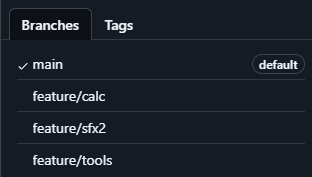 Branches Tags
main default
feature/calc
feature/sfx2
feature/tools